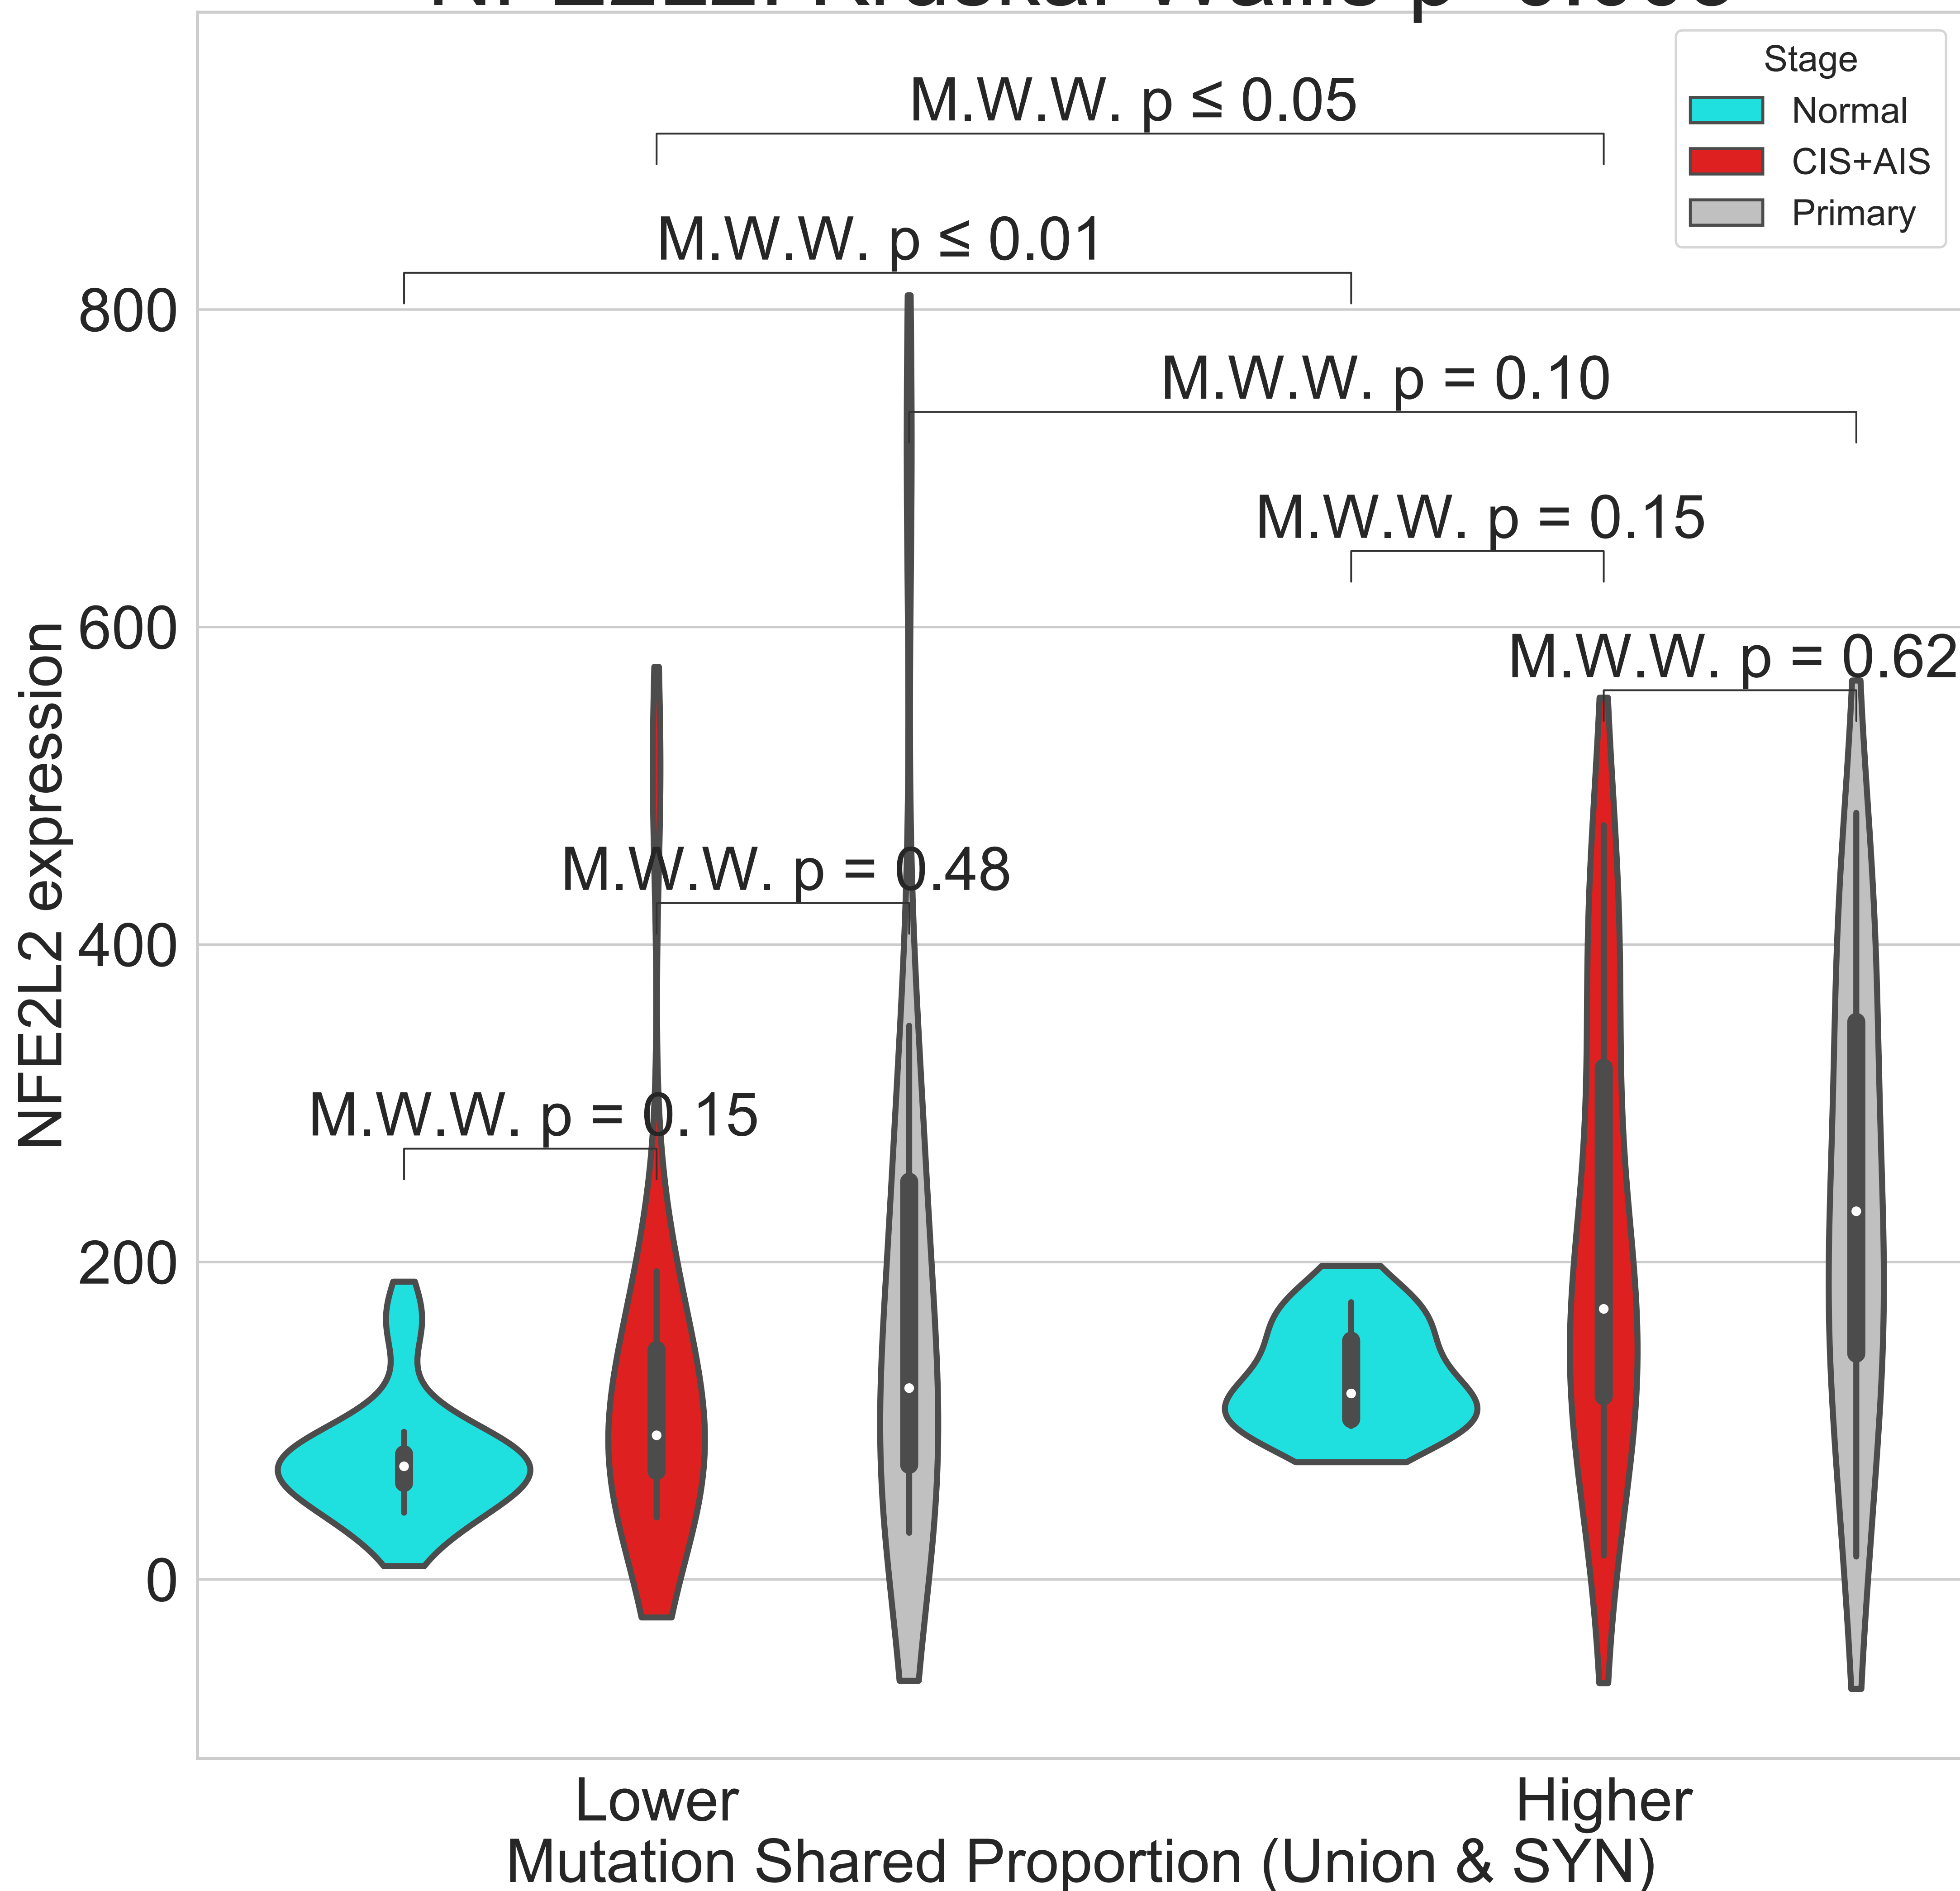 Stage
Normal
CIS+AIS
Primary
M.W.W. p ≤ 0.05
M.W.W. p ≤ 0.01
M.W.W. p = 0.10
M.W.W. p = 0.15
M.W.W. p = 0.62
M.W.W. p = 0.48
M.W.W. p = 0.15
800
600
400
200
0
NFE2L2 expression
Lower
Higher
Mutation Shared Proportion (Union & SYN)